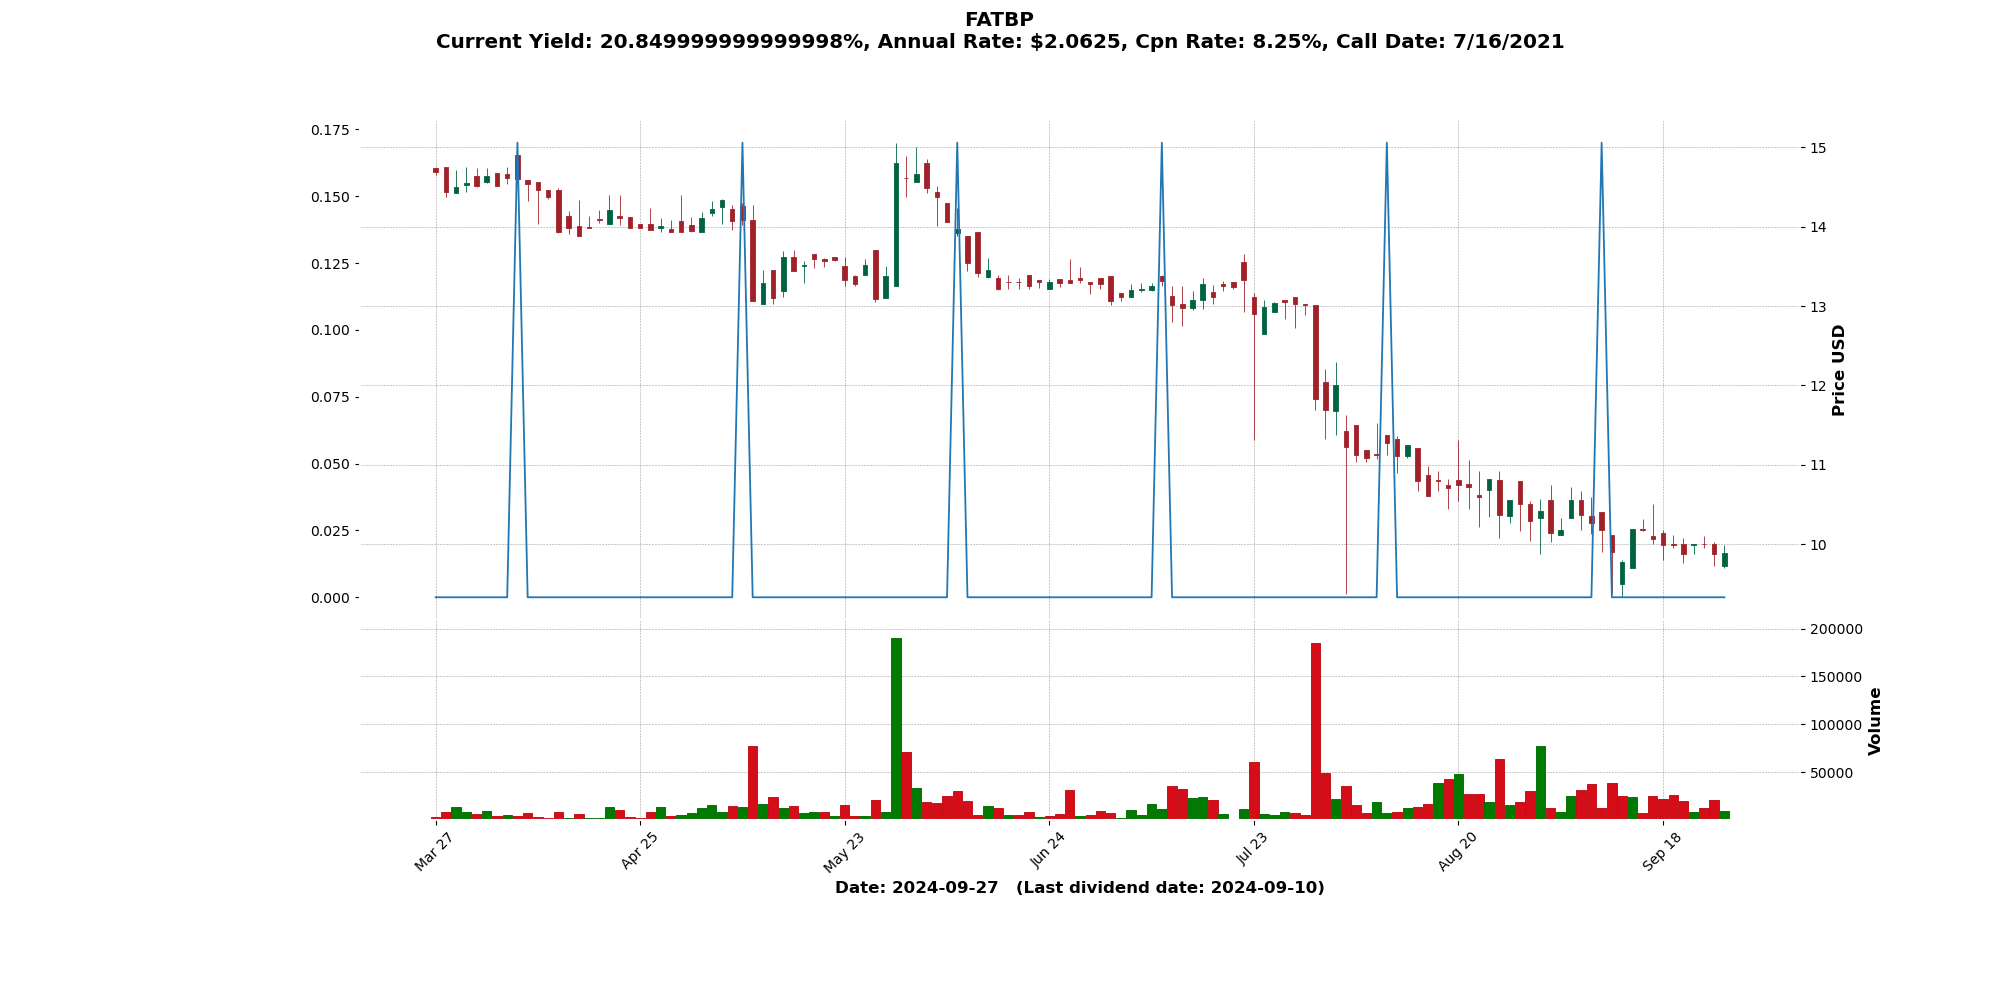 FATBP
Current Yield: 20.849999999999998%, Annual Rate: $2.0625, Cpn Rate: 8.25%, Call Date: 7/16/2021
0.175
0.150
0.125
0.100
0.075
0.050
0.025
0.000
15
14
13
12
11
10
Price USD
200000
150000
100000
50000
Volume
Mar 27
Apr 25
May 23
Jun 24
Jul 23
Aug 20
Sep 18
Date: 2024-09-27   (Last dividend date: 2024-09-10)